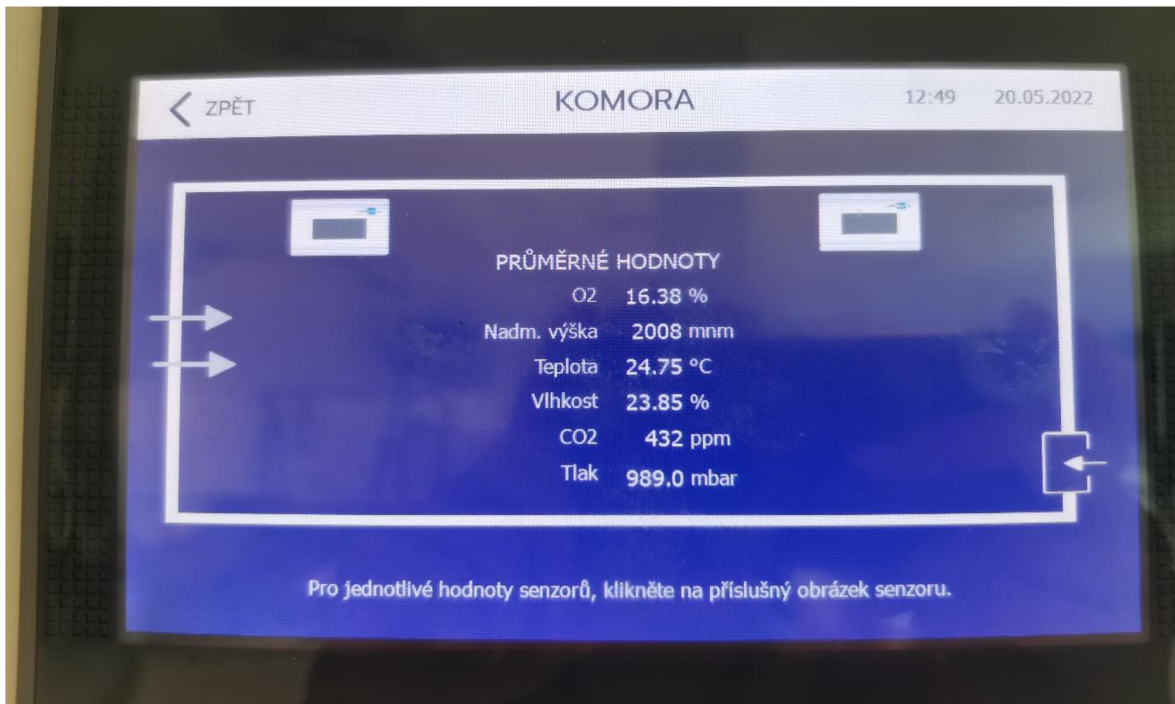 ZPĚT KOMORA 12:49 20.05.2022
PRŮMĚRNÉ HODNOTY
O2 16.38 %
Nadm. výška 2008 mnm
Teplota 24.75 °C
Vlhkost 23.85 %
CO2 432 ppm
Tlak 989.0 mbar
Pro jednotlivé hodnoty senzorů, klikněte na příslušný obrázek senzoru.